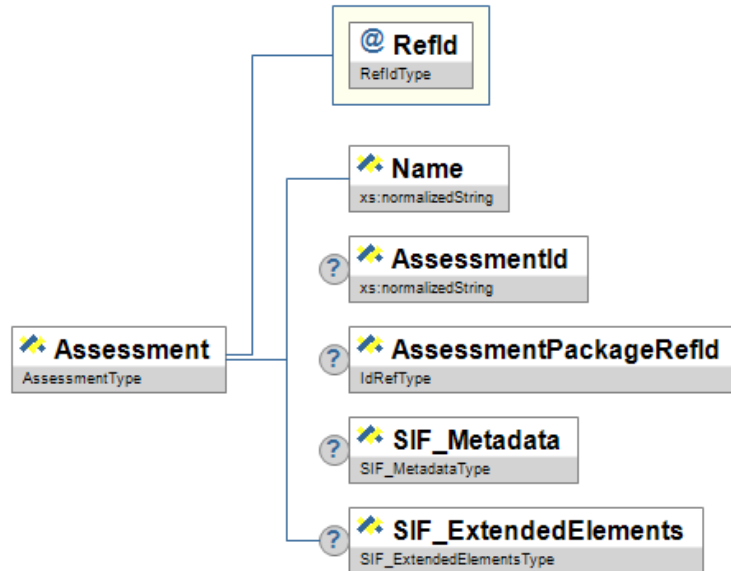 @ RefId
RefIdType
Name
xs:normalizedString
? AssessmentId
xs:normalizedString
Assessment
AssessmentType
? AssessmentPackageRefId
IdRefType
? SIF_Metadata
SIF_MetadataType
? SIF_ExtendedElements
SIF_ExtendedElementsType